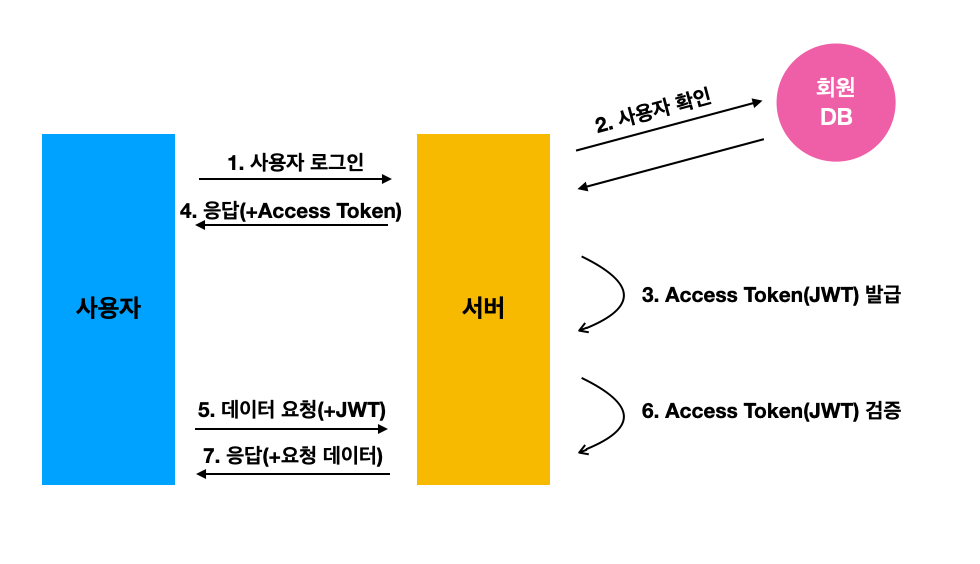 회원
DB
2. 사용자 확인
1. 사용자 로그인
4. 응답(+Access Token)
사용자
서버
3. Access Token(JWT) 발급
5. 데이터 요청(+JWT)
6. Access Token(JWT) 검증
7. 응답(+요청 데이터)